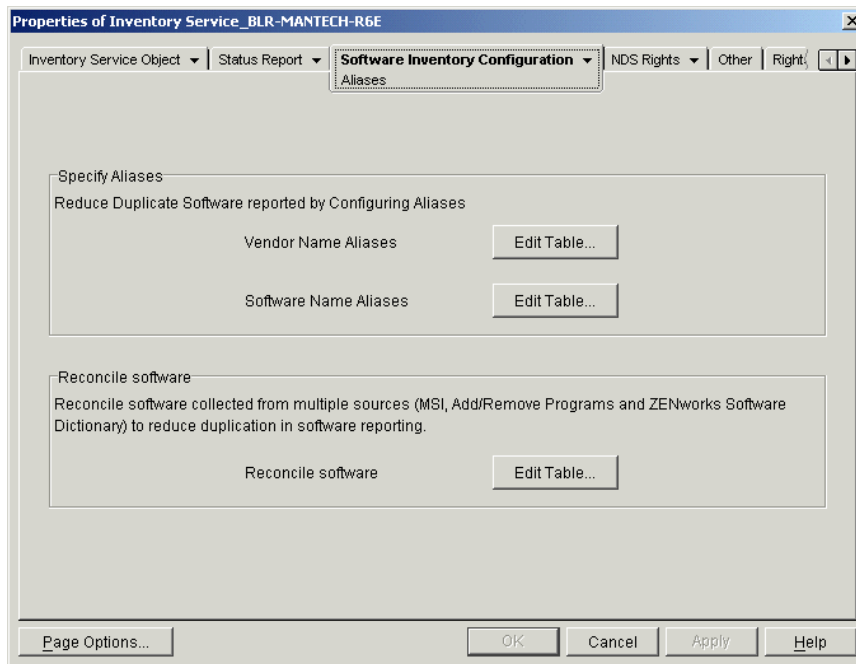 Properties of Inventory Service_BLR-MANTECH-R6E
Inventory Service Object
Status Report
Software Inventory Configuration
NDS Rights
Other
Right
Aliases
Specify Aliases
Reduce Duplicate Software reported by Configuring Aliases
Vendor Name Aliases
Edit Table...
Software Name Aliases
Edit Table...
Reconcile software
Reconcile software collected from multiple sources (MSI, Add/Remove Programs and ZENworks Software
Dictionary) to reduce duplication in software reporting.
Reconcile software
Edit Table...
Page Options...
OK
Cancel
Apply
Help